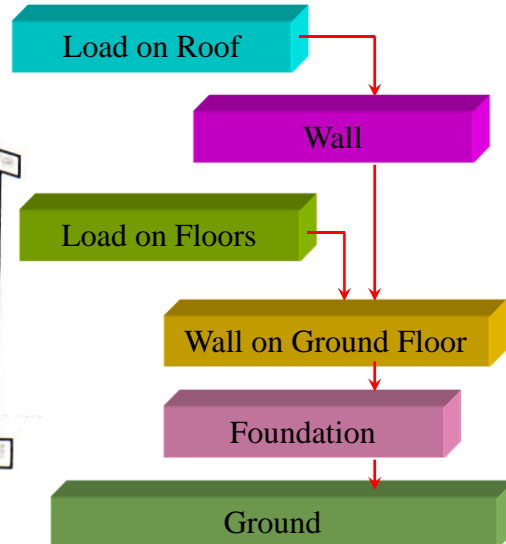 Load on Roof
Wall
Load on Floors
Wall on Ground Floor
Foundation
Ground